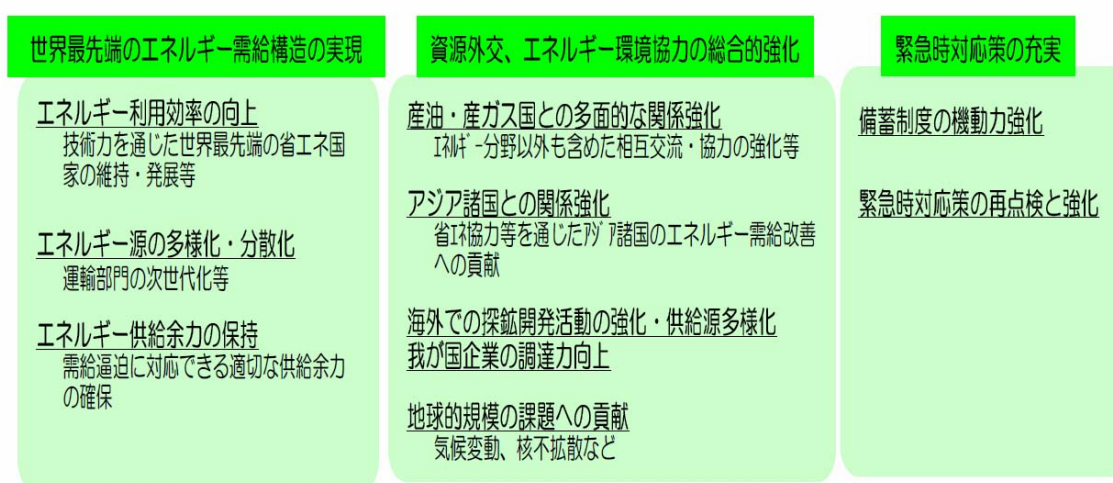 世界最先端のエネルギー需給構造の実現
エネルギー利用効率の向上
技術力を通じた世界最先端の省エネ国
家の維持・発展等
エネルギー源の多様化・分散化
運輸部門の次世代化等
エネルギー供給余力の保持
需給逼迫に対応できる適切な供給余力
の確保
資源外交、エネルギー環境協力の総合的強化
産油・産ガス国との多面的な関係強化
ｴﾈﾙｷﾞｰ分野以外も含めた相互交流・協力の強化等
アジア諸国との関係強化
省ｴﾈ協力等を通じたｱｼﾞｱ諸国のエネルギー需給改善
への貢献
海外での探鉱開発活動の強化・供給源多様化
我が国企業の調達力向上
地球的規模の課題への貢献
気候変動、核不拡散など
緊急時対応策の充実
備蓄制度の機動力強化
緊急時対応策の再点検と強化